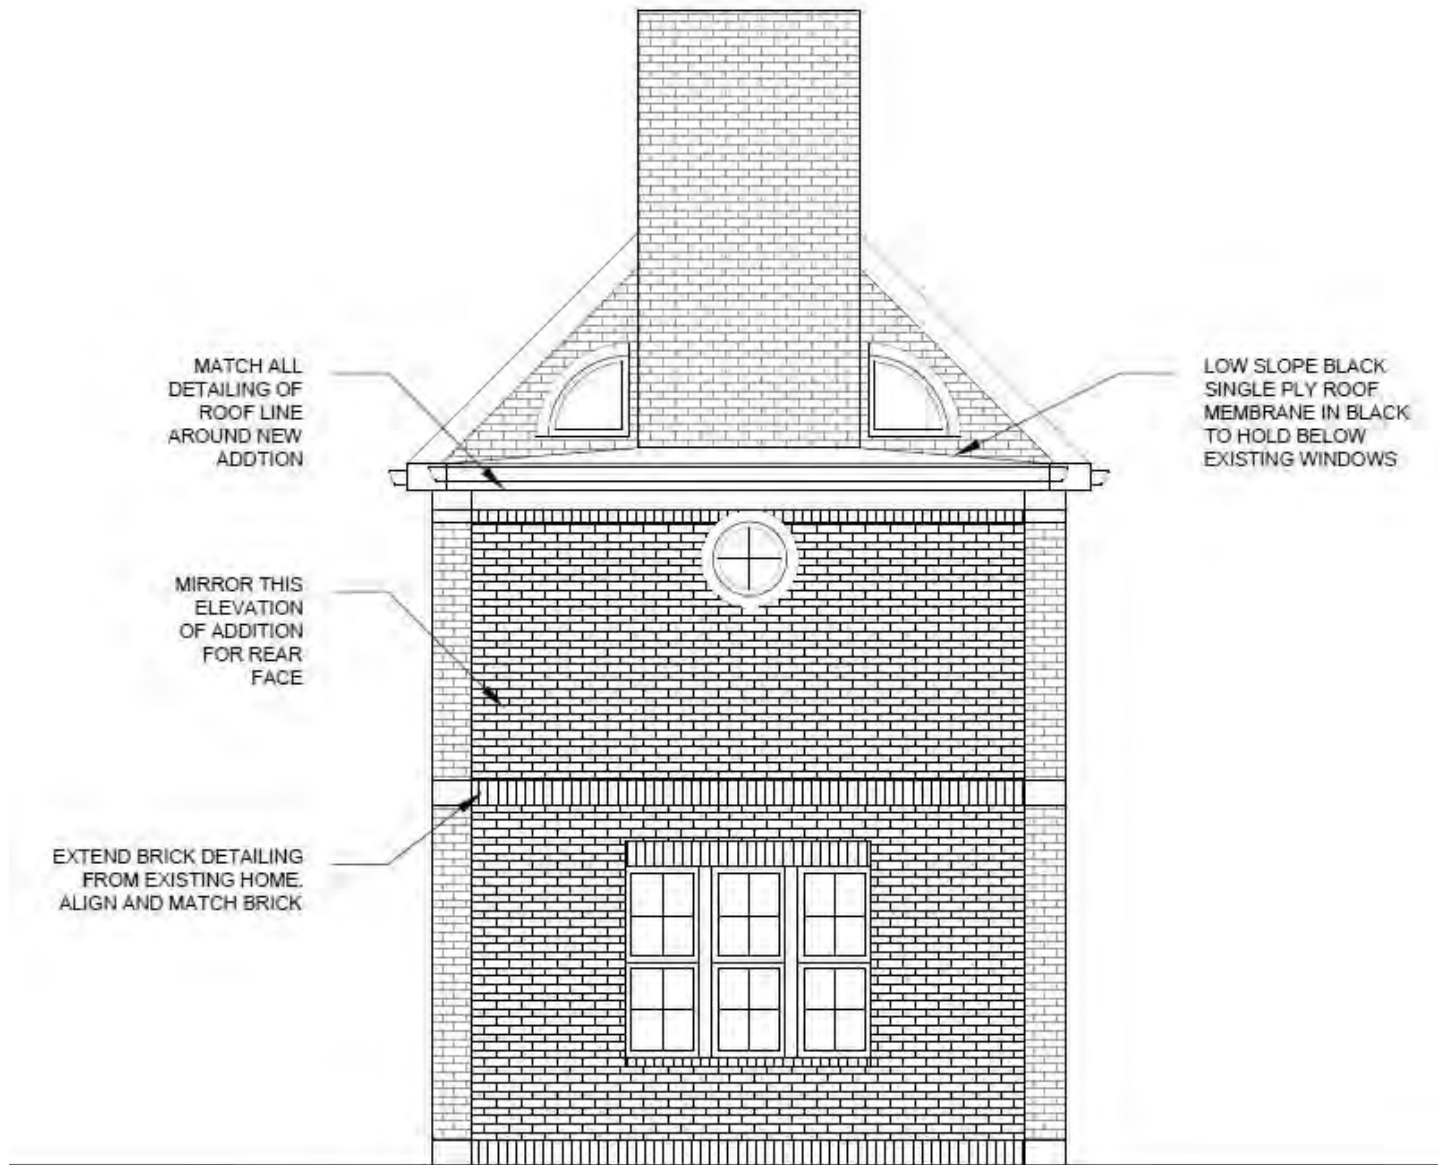 MATCH ALL
DETAILING OF
ROOF LINE
AROUND NEW
ADDTION
LOW SLOPE BLACK
SINGLE PLY ROOF
MEMBRANE IN BLACK
TO HOLD BELOW
EXISTING WINDOWS
MIRROR THIS
ELEVATION
OF ADDITION
FOR REAR
FACE
EXTEND BRICK DETAILING
FROM EXISTING HOME.
ALIGN AND MATCH BRICK